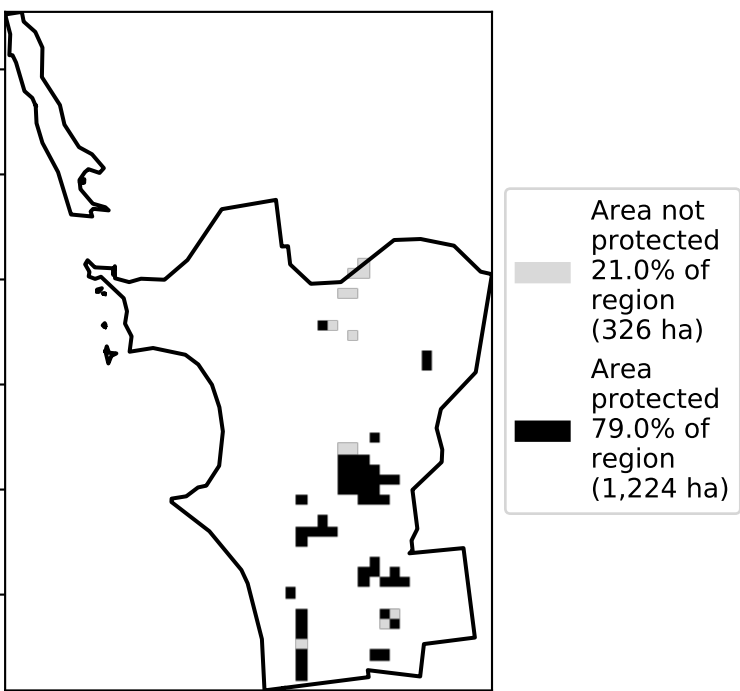 Area not
protected
21.0% of
region
(326 ha)
Area
protected
79.0% of
region
(1,224 ha)